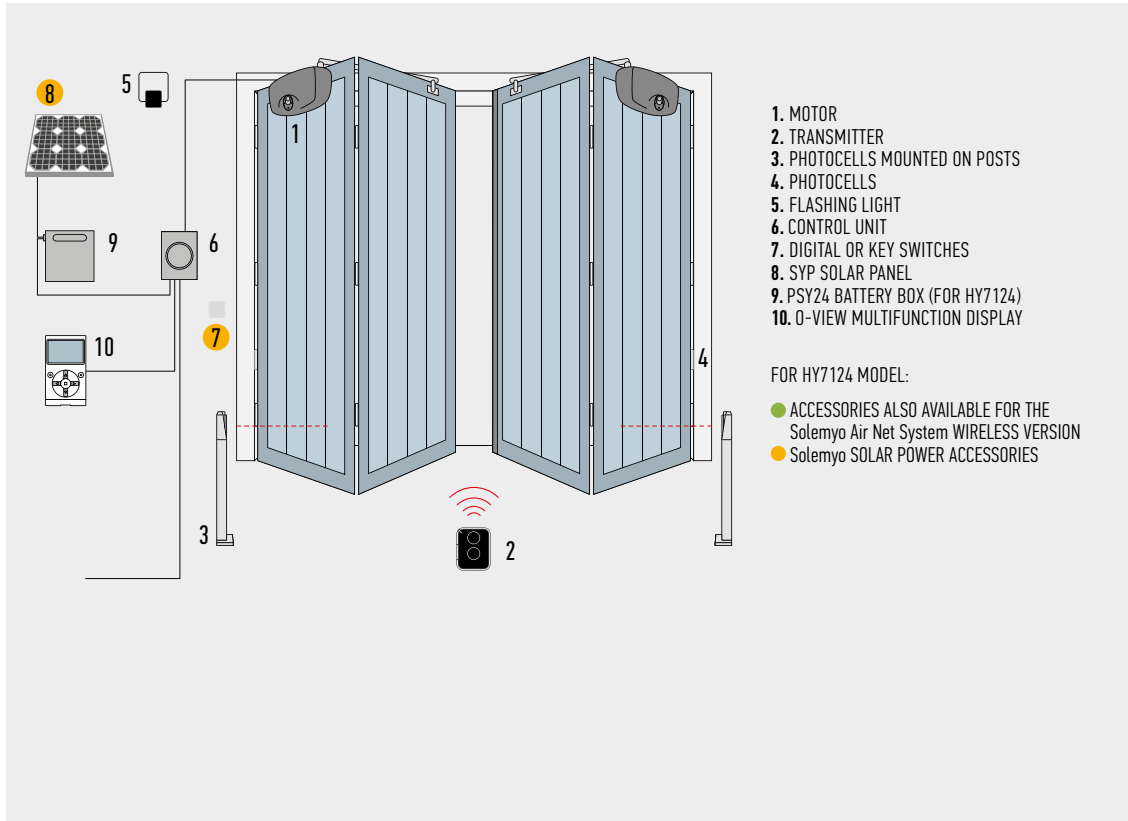 8
5
1
9
6
7
10
4
3
2
1. MOTOR
2. TRANSMITTER
3. PHOTOCELLS MOUNTED ON POSTS
4. PHOTOCELLS
5. FLASHING LIGHT
6. CONTROL UNIT
7. DIGITAL OR KEY SWITCHES
8. SYP SOLAR PANEL
9. PSY24 BATTERY BOX (FOR HY7124)
10. O-VIEW MULTIFUNCTION DISPLAY
FOR HY7124 MODEL:
ACCESSORIES ALSO AVAILABLE FOR THE
Solemyo Air Net System WIRELESS VERSION
Solemyo SOLAR POWER ACCESSORIES